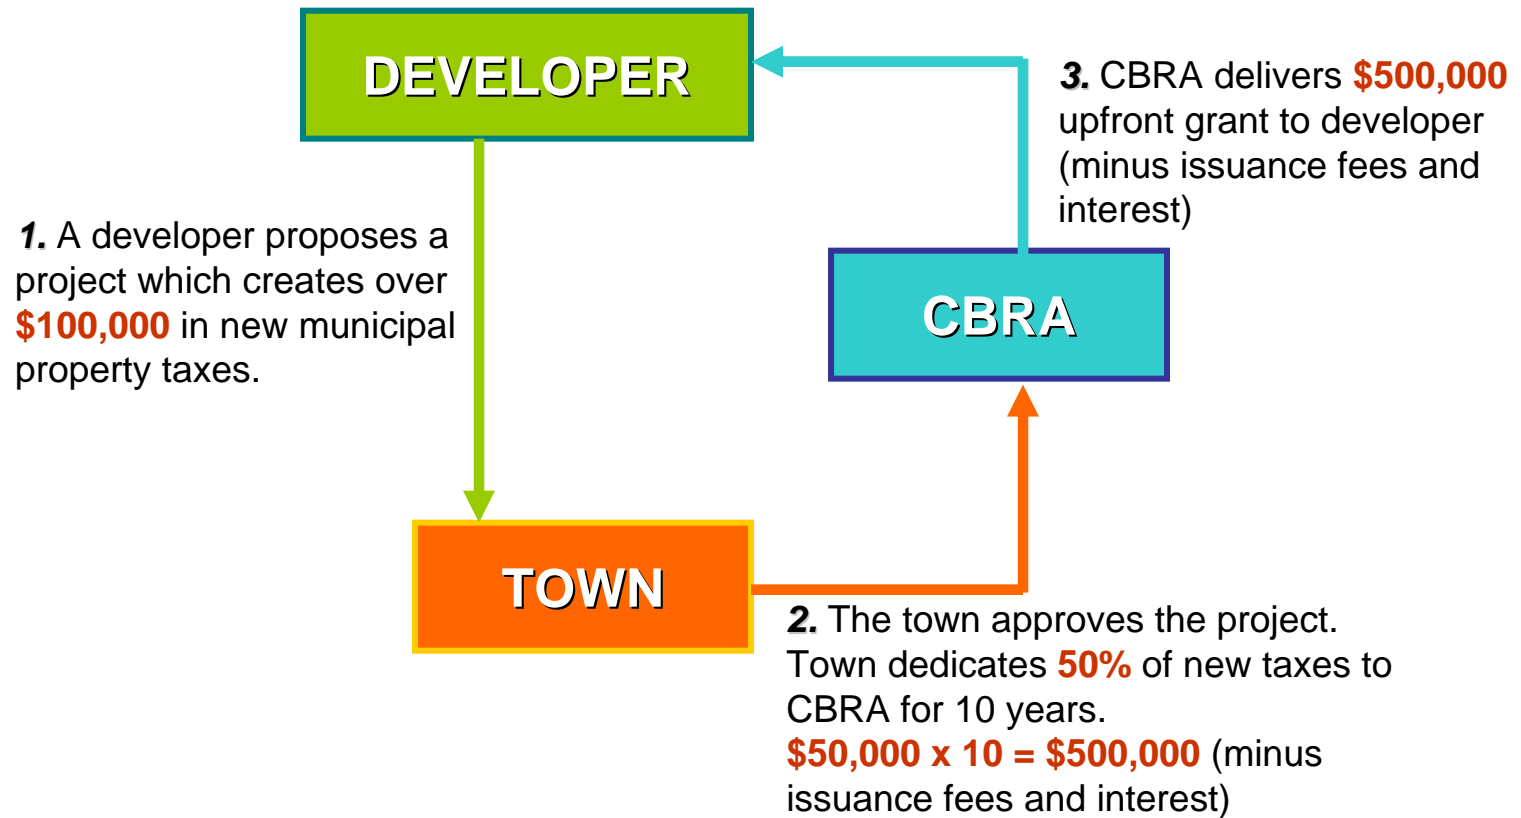 DEVELOPER
3. CBRA delivers $500,000
upfront grant to developer
(minus issuance fees and
interest)
1. A developer proposes a
project which creates over
$100,000 in new municipal
property taxes.
CBRA
TOWN
2. The town approves the project.
Town dedicates 50% of new taxes to
CBRA for 10 years.
$50,000 x 10 = $500,000 (minus
issuance fees and interest)